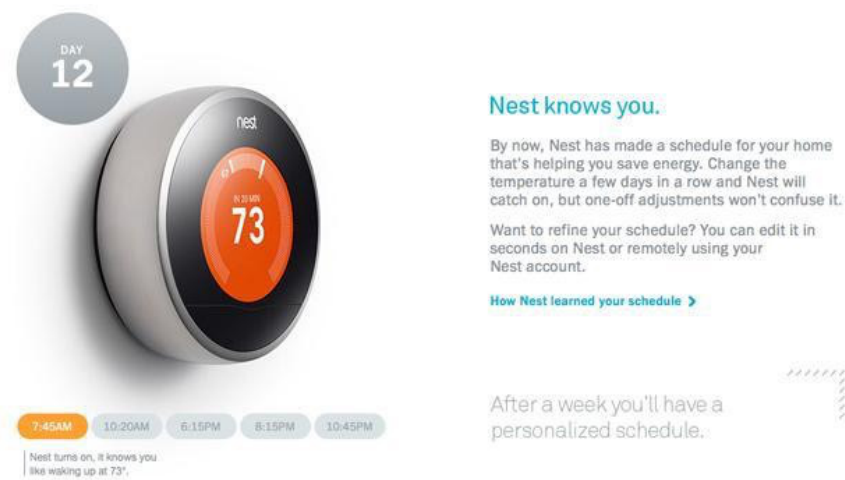 DAY
12
nest
67
IN 20 MIN
73
Nest knows you.
By now, Nest has made a schedule for your home
that's helping you save energy. Change the
temperature a few days in a row and Nest will
catch on, but one-off adjustments won't confuse it.
Want to refine your schedule? You can edit it in
seconds on Nest or remotely using your
Nest account.
How Nest learned your schedule
After a week you'll have a
personalized schedule.
7:45AM 10:20AM 6:15PM 8:15PM 10:45PM
Nest turns on, it knows you
like waking up at 73°.